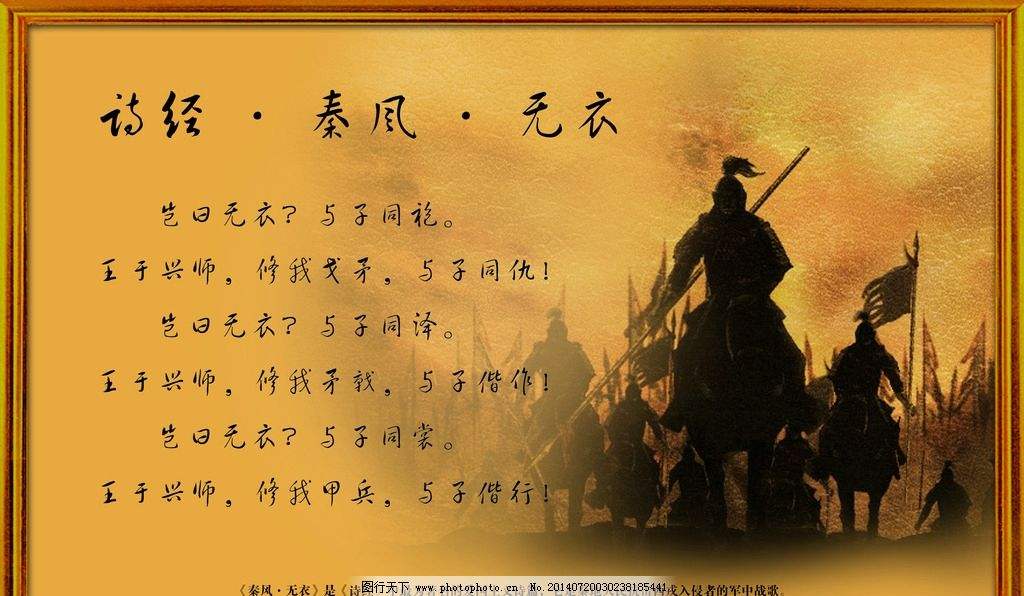 诗经·秦风·无衣
岂曰无衣？与子同袍。
王于兴师，修我戈矛，与子同仇！
岂曰无衣？与子同泽。
王于兴师，修我矛戟，与子偕作！
岂曰无衣？与子同裳。
王于兴师，修我甲兵，与子偕行！
《秦风·无衣》是《诗 入侵者的军中战歌。
图行天下 www.photophoto.cn No.20140720030238185441